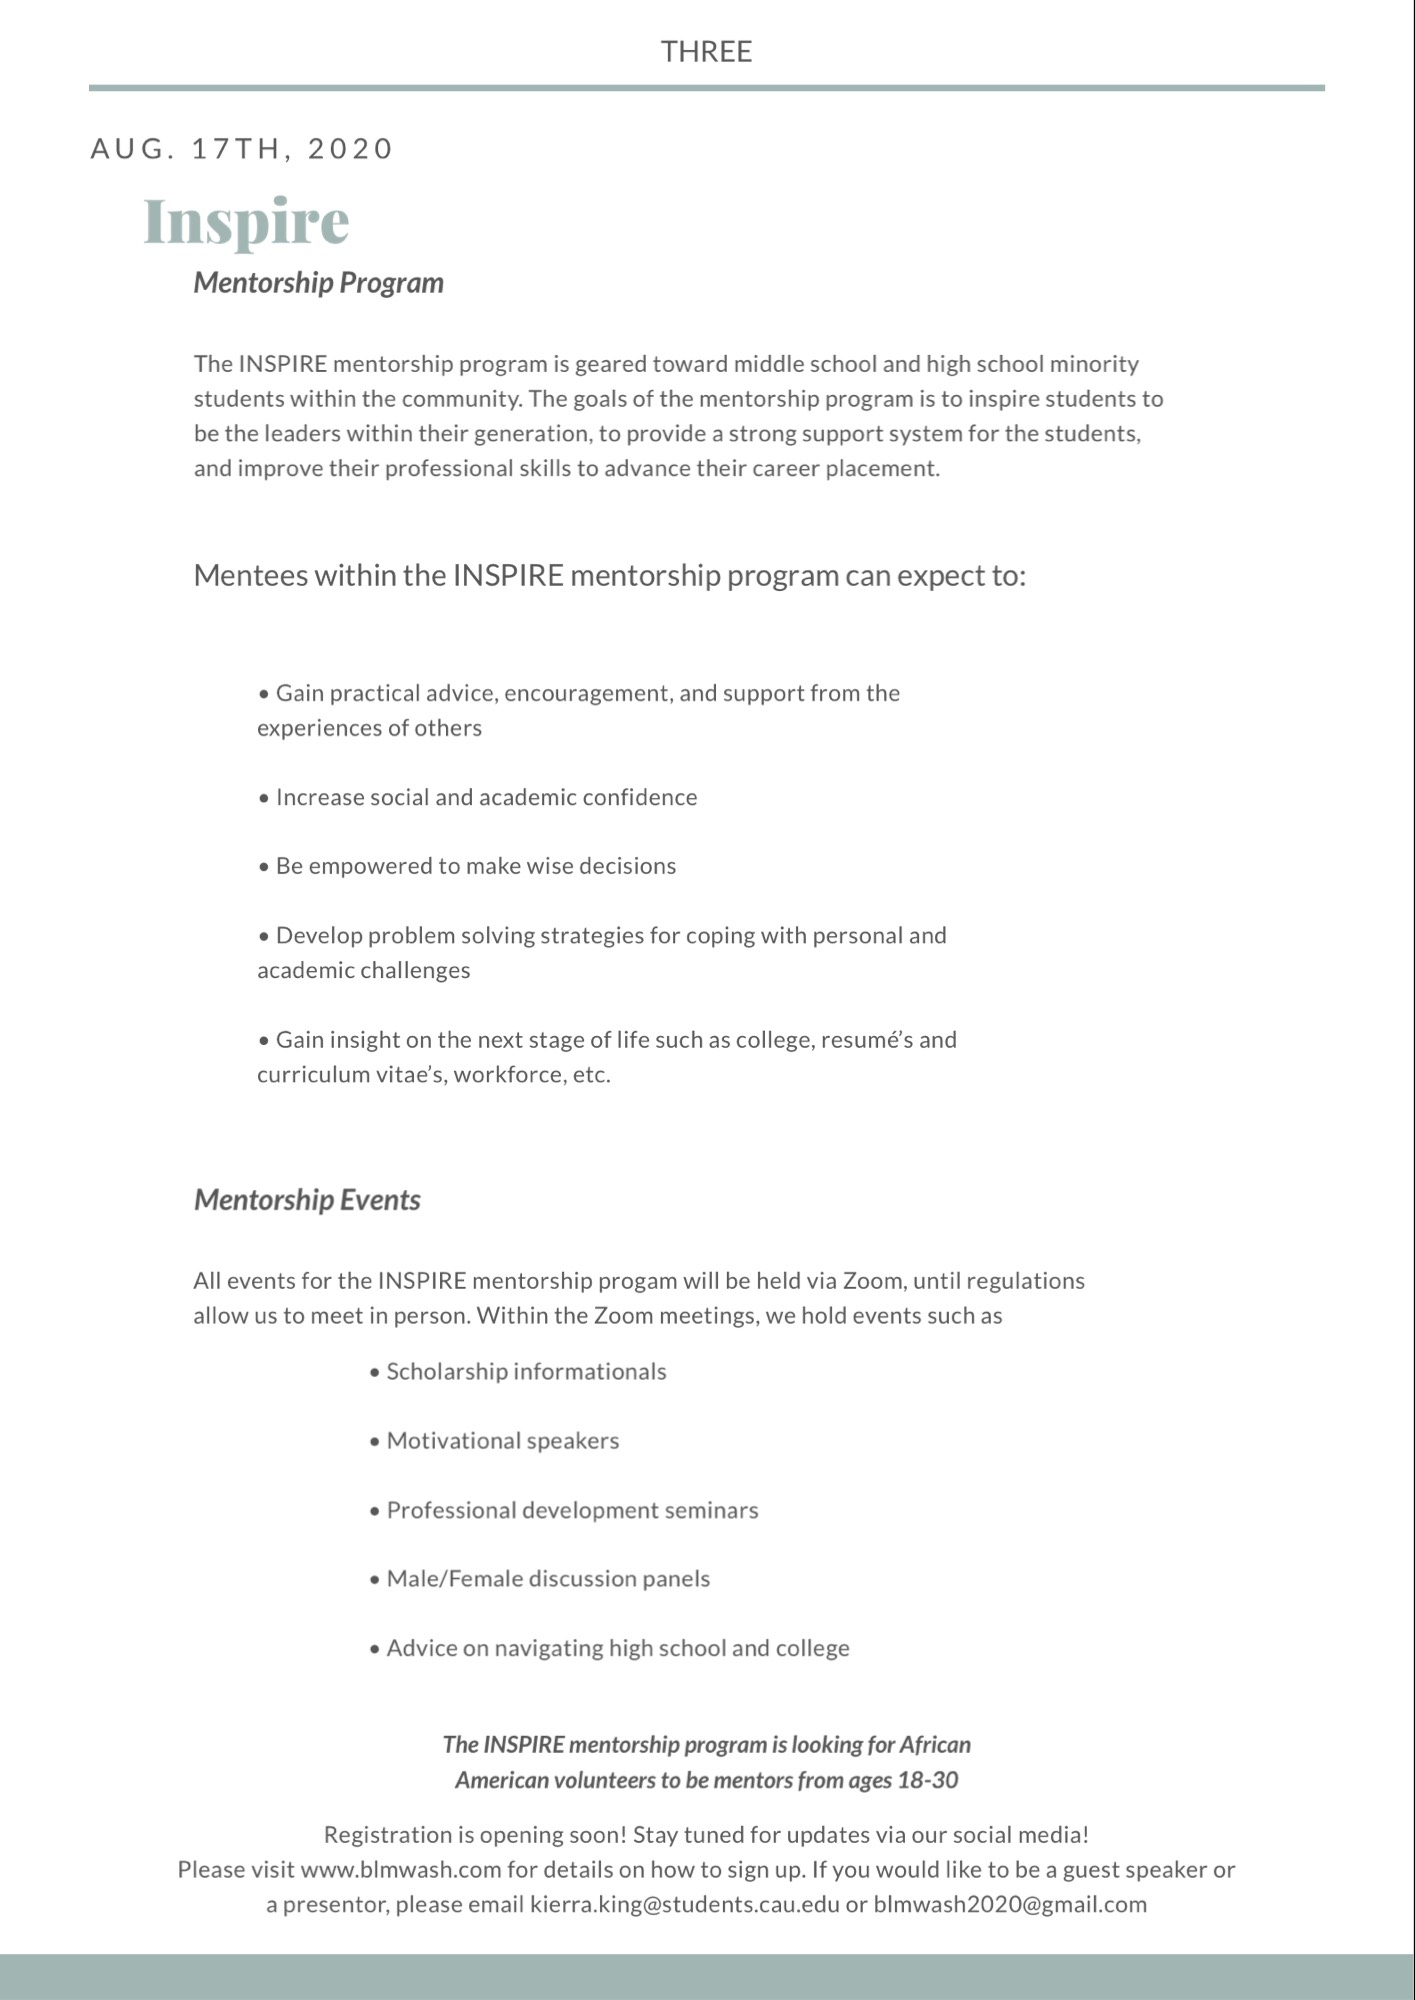 THREE
AUG. 17TH, 2020
Inspire
Mentorship Program
The INSPIRE mentorship program is geared toward middle school and high school minority
students within the community. The goals of the mentorship program is to inspire students to
be the leaders within their generation, to provide a strong support system for the students,
and improve their professional skills to advance their career placement.
Mentees within the INSPIRE mentorship program can expect to:
• Gain practical advice, encouragement, and support from the
experiences of others
• Increase social and academic confidence
• Be empowered to make wise decisions
• Develop problem solving strategies for coping with personal and
academic challenges
• Gain insight on the next stage of life such as college, resumé’s and
curriculum vitae’s, workforce, etc.
Mentorship Events
All events for the INSPIRE mentorship progam will be held via Zoom, until regulations
allow us to meet in person. Within the Zoom meetings, we hold events such as
• Scholarship informationals
• Motivational speakers
• Professional development seminars
• Male/Female discussion panels
• Advice on navigating high school and college
The INSPIRE mentorship program is looking for African
American volunteers to be mentors from ages 18-30
Registration is opening soon! Stay tuned for updates via our social media!
Please visit www.blmwash.com for details on how to sign up. If you would like to be a guest speaker or
a presentor, please email kierra.king@students.cau.edu or blmwash2020@gmail.com